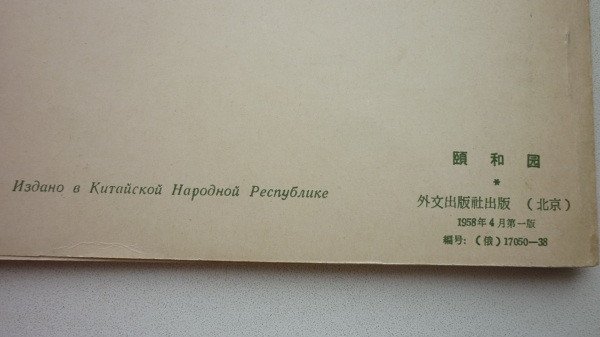 Издано в Китайской Народной Республике
頤和园
*
外文出版社出版 （北京）
1958年4月第一版
編号：（俄）17050—38